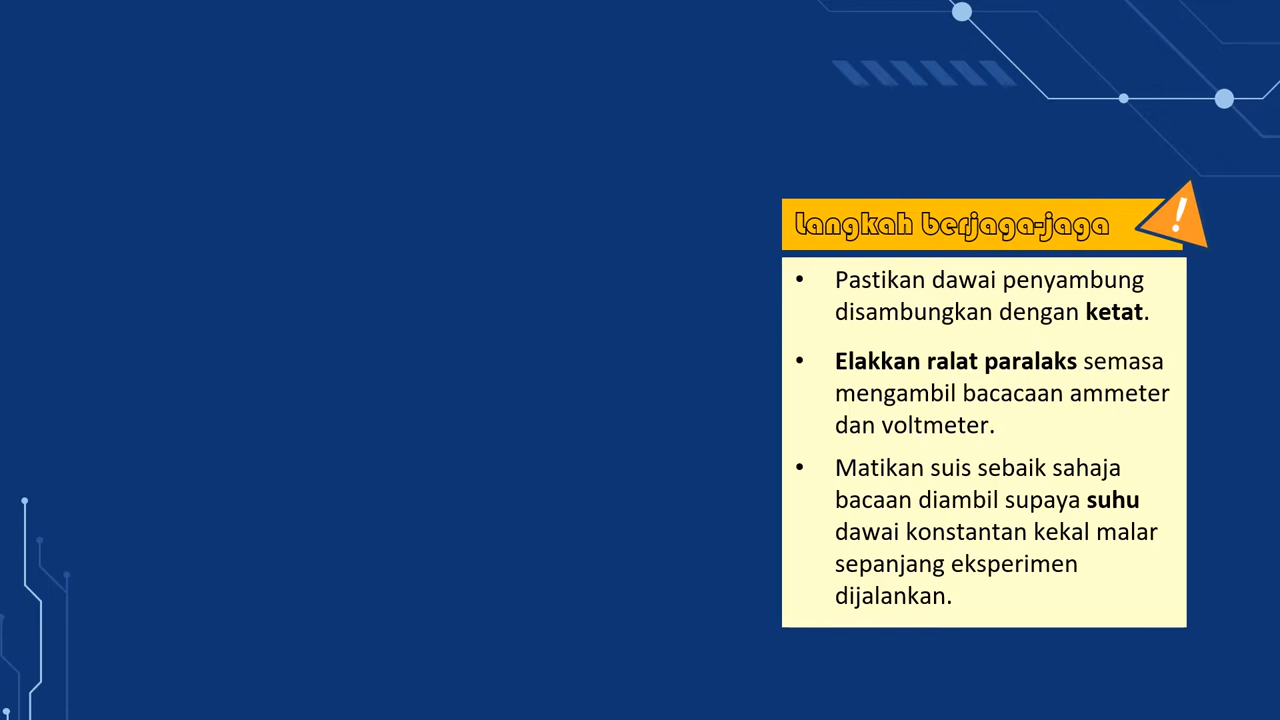 Langkah berjaga-jaga
!
• Pastikan dawai penyambung
disambungkan dengan ketat.
• Elakkan ralat paralaks semasa
mengambil bacacaan ammeter
dan voltmeter.
• Matikan suis sebaik sahaja
bacaan diambil supaya suhu
dawai konstantan kekal malar
sepanjang eksperimen
dijalankan.